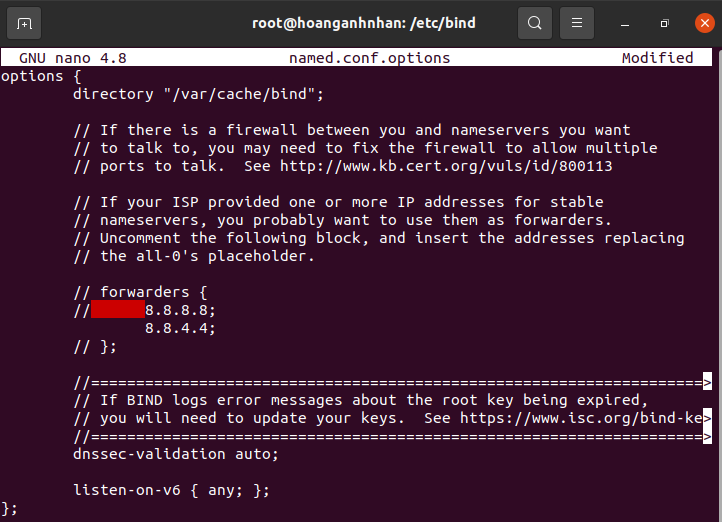 root@hoanganhnhan: /etc/bind
GNU nano 4.8 named.conf.options Modified
options {
directory "/var/cache/bind";
// If there is a firewall between you and nameservers you want
// to talk to, you may need to fix the firewall to allow multiple
// ports to talk.  See http://www.kb.cert.org/vuls/id/800113
// If your ISP provided one or more IP addresses for stable
// nameservers, you probably want to use them as forwarders.
// Uncomment the following block, and insert the addresses replacing
// the all-0's placeholder.
// forwarders {
// 8.8.8.8;
8.8.4.4;
// };
//====================================================================>
// If BIND logs error messages about the root key being expired,
// you will need to update your keys.  See https://www.isc.org/bind-ke>
//====================================================================>
dnssec-validation auto;
listen-on-v6 { any; };
};